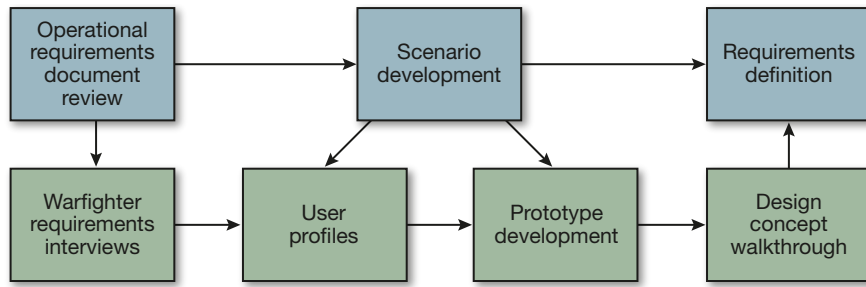 Operational
requirements
document
review
Scenario
development
Requirements
definition
Warfighter
requirements
interviews
User
profiles
Prototype
development
Design
concept
walkthrough